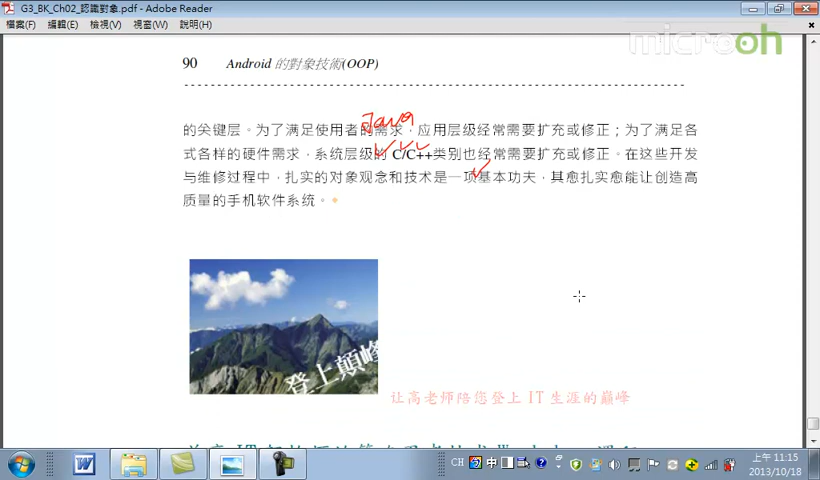 G3_BK_Ch02_認識對象.pdf - Adobe Reader
檔案(F) 編輯(E) 檢視(V) 視窗(W) 說明(H)
microoh
90 Android 的對象技術(OOP)
Java
的关键层。为了满足使用者的需求，应用层级经常需要扩充或修正；为了满足各
式各样的硬件需求，系统层级的 C/C++类别也经常需要扩充或修正。在这些开发
与维修过程中，扎实的对象观念和技术是一项基本功夫，其愈扎实愈能让创造高
质量的手机软件系统。
登上顛峰
让高老师陪您登上 IT 生涯的巅峰
CH 中
上午 11:15
2013/10/18